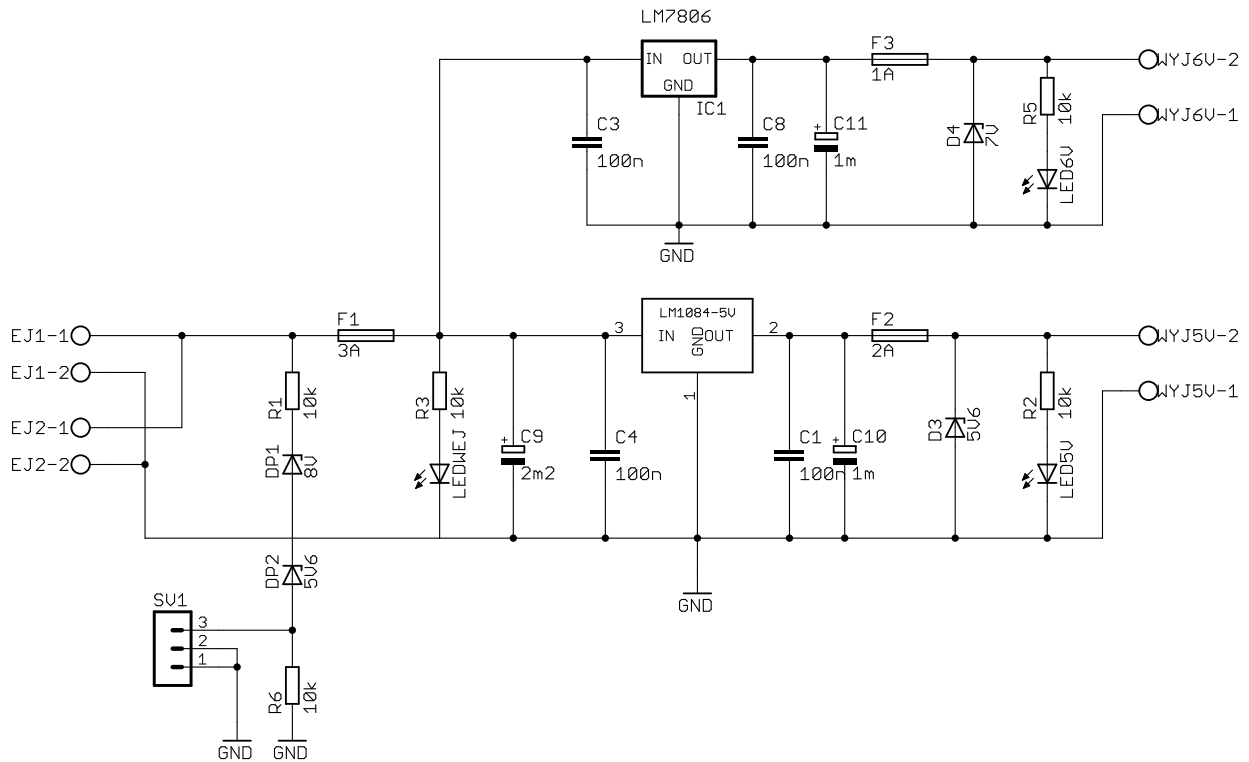 LM7806
IN OUT
GND
IC1
F3
1A
WYJ6V-2
WYJ6V-1
C3
100n
C8
100n
C11
+
1m
D4
7V
R5
10k
LED6V
GND
EJ1-1
EJ1-2
EJ2-1
EJ2-2
F1
3A
LM1084-5V
3
IN GND OUT
2
1
F2
2A
WYJ5V-2
WYJ5V-1
R1
10k
R3
10k
DP1
8V
LEDWEJ
C9
+
2m2
C4
100n
C1
100n
C10
+
1m
D3
5V6
R2
10k
LED5V
DP2
5V6
GND
SV1
3
2
1
R6
10k
GND
GND